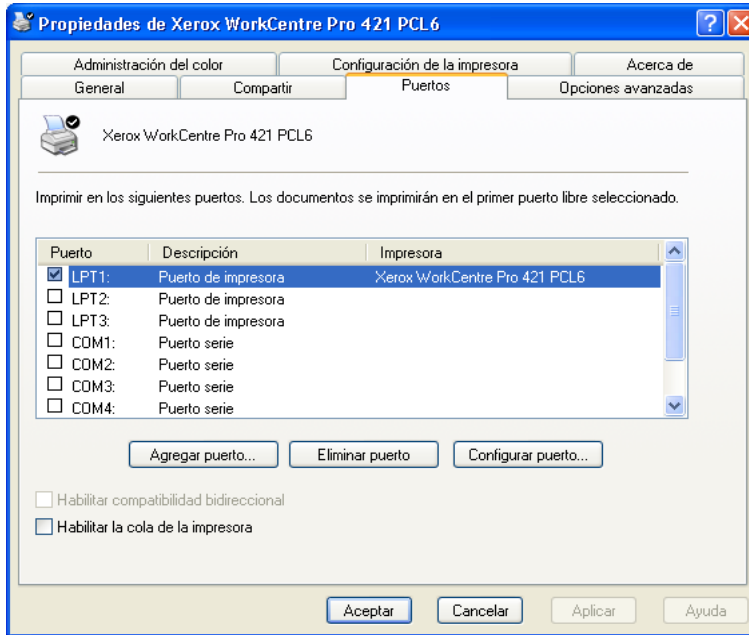 Propiedades de Xerox WorkCentre Pro 421 PCL6
Administración del color Configuración de la impresora Acerca de
General Compartir Puertos Opciones avanzadas
Xerox WorkCentre Pro 421 PCL6
Imprimir en los siguientes puertos. Los documentos se imprimirán en el primer puerto libre seleccionado.
Puerto Descripción Impresora
LPT1: Puerto de impresora Xerox WorkCentre Pro 421 PCL6
LPT2: Puerto de impresora
LPT3: Puerto de impresora
COM1: Puerto serie
COM2: Puerto serie
COM3: Puerto serie
COM4: Puerto serie
Agregar puerto... Eliminar puerto Configurar puerto...
Habilitar compatibilidad bidireccional
Habilitar la cola de la impresora
Aceptar Cancelar Aplicar Ayuda